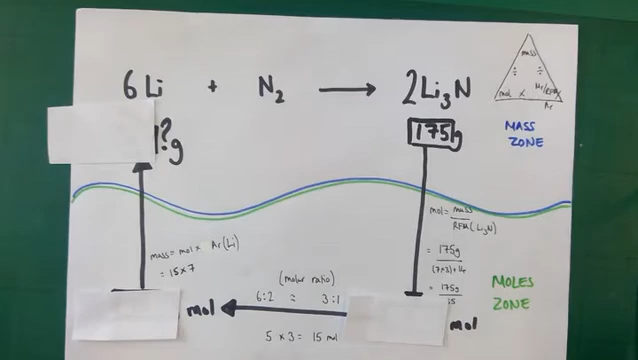 6Li + N₂ → 2Li₃N
mass
÷ ÷
mol × Mr/RFM
Ar
?g
175g
MASS
ZONE
mol = mass
RFM (Li₃N)
= 175g
(7×3)+14
= 175g
mass = mol × Ar (Li)
= 15 × 7
(molar ratio)
6:2 = 3:1
mol
mol
5 × 3 = 15 mol
MOLES
ZONE